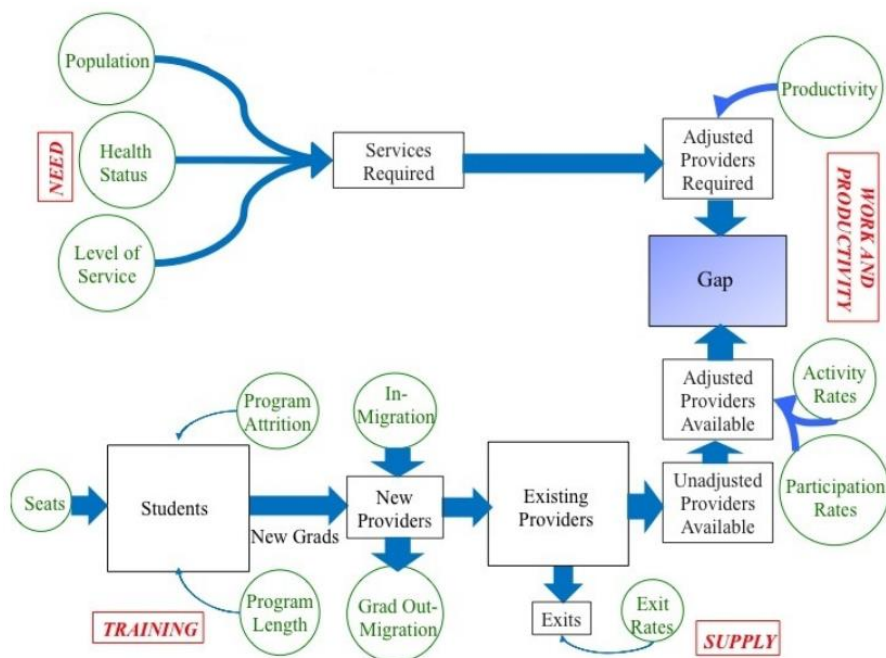 Population
Productivity
NEED
Health
Status
Services
Required
Adjusted
Providers
Required
Level of
Service
WORK AND
PRODUCTIVITY
Gap
Program
Attrition
In-
Migration
Adjusted
Providers
Available
Activity
Rates
Seats
Students
New Grads
New
Providers
Existing
Providers
Unadjusted
Providers
Available
Participation
Rates
TRAINING
Program
Length
Grad Out-
Migration
Exits
Exit
Rates
SUPPLY